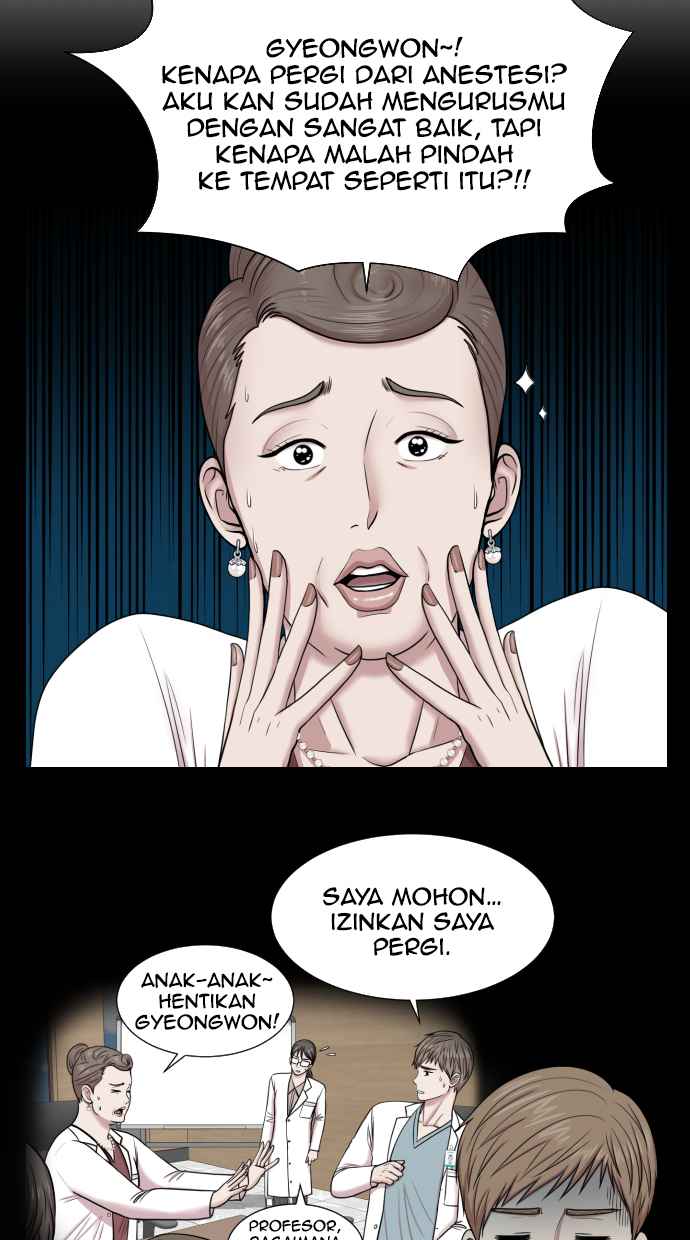 GYEONGWON~!
KENAPA PERGI DARI ANESTESI?
AKU KAN SUDAH MENGURUSMU
DENGAN SANGAT BAIK, TAPI
KENAPA MALAH PINDAH
KE TEMPAT SEPERTI ITU?!!
SAYA MOHON...
IZINKAN SAYA
PERGI.
ANAK-ANAK~
HENTIKAN
GYEONGWON!
PROFESOR,
BAGAIMANA